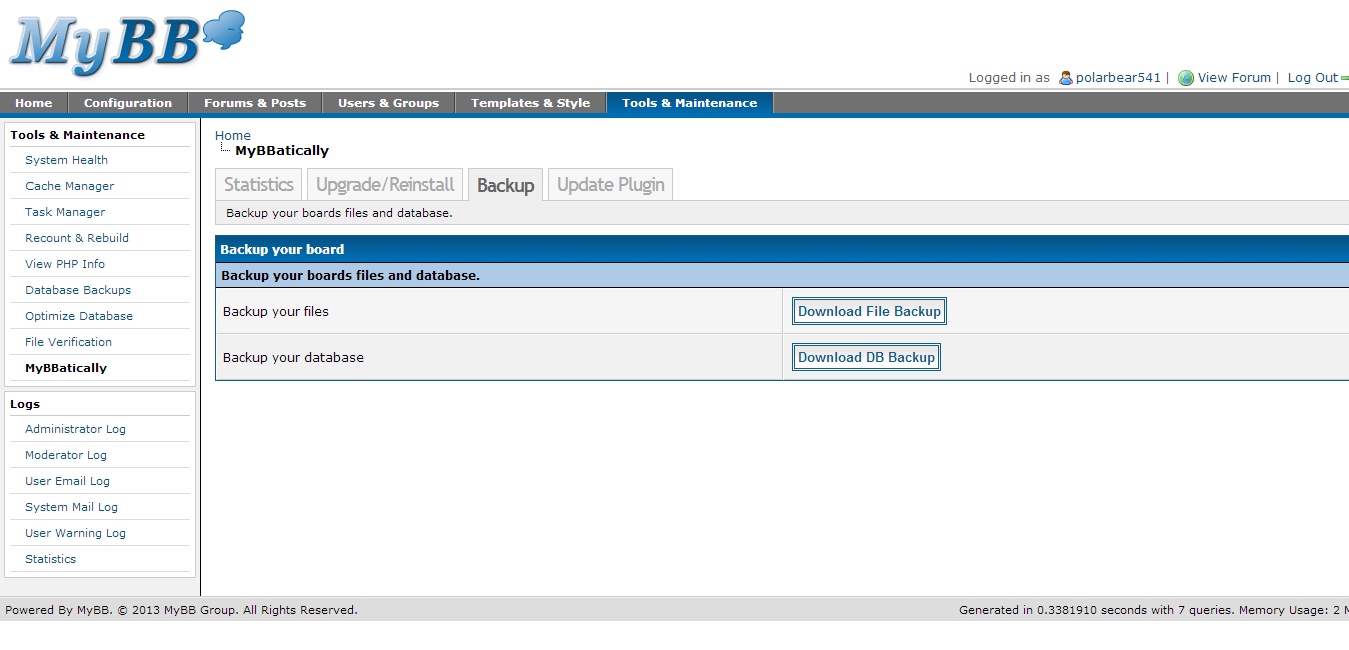 MyBB
Logged in as polarbear541 | View Forum | Log Out
Home Configuration Forums & Posts Users & Groups Templates & Style Tools & Maintenance
Tools & Maintenance
System Health
Cache Manager
Task Manager
Recount & Rebuild
View PHP Info
Database Backups
Optimize Database
File Verification
MyBBatically
Logs
Administrator Log
Moderator Log
User Email Log
System Mail Log
User Warning Log
Statistics
Home
MyBBatically
Statistics Upgrade/Reinstall Backup Update Plugin
Backup your boards files and database.
Backup your board
Backup your boards files and database.
Backup your files Download File Backup
Backup your database Download DB Backup
Powered By MyBB. © 2013 MyBB Group. All Rights Reserved. Generated in 0.3381910 seconds with 7 queries. Memory Usage: 2